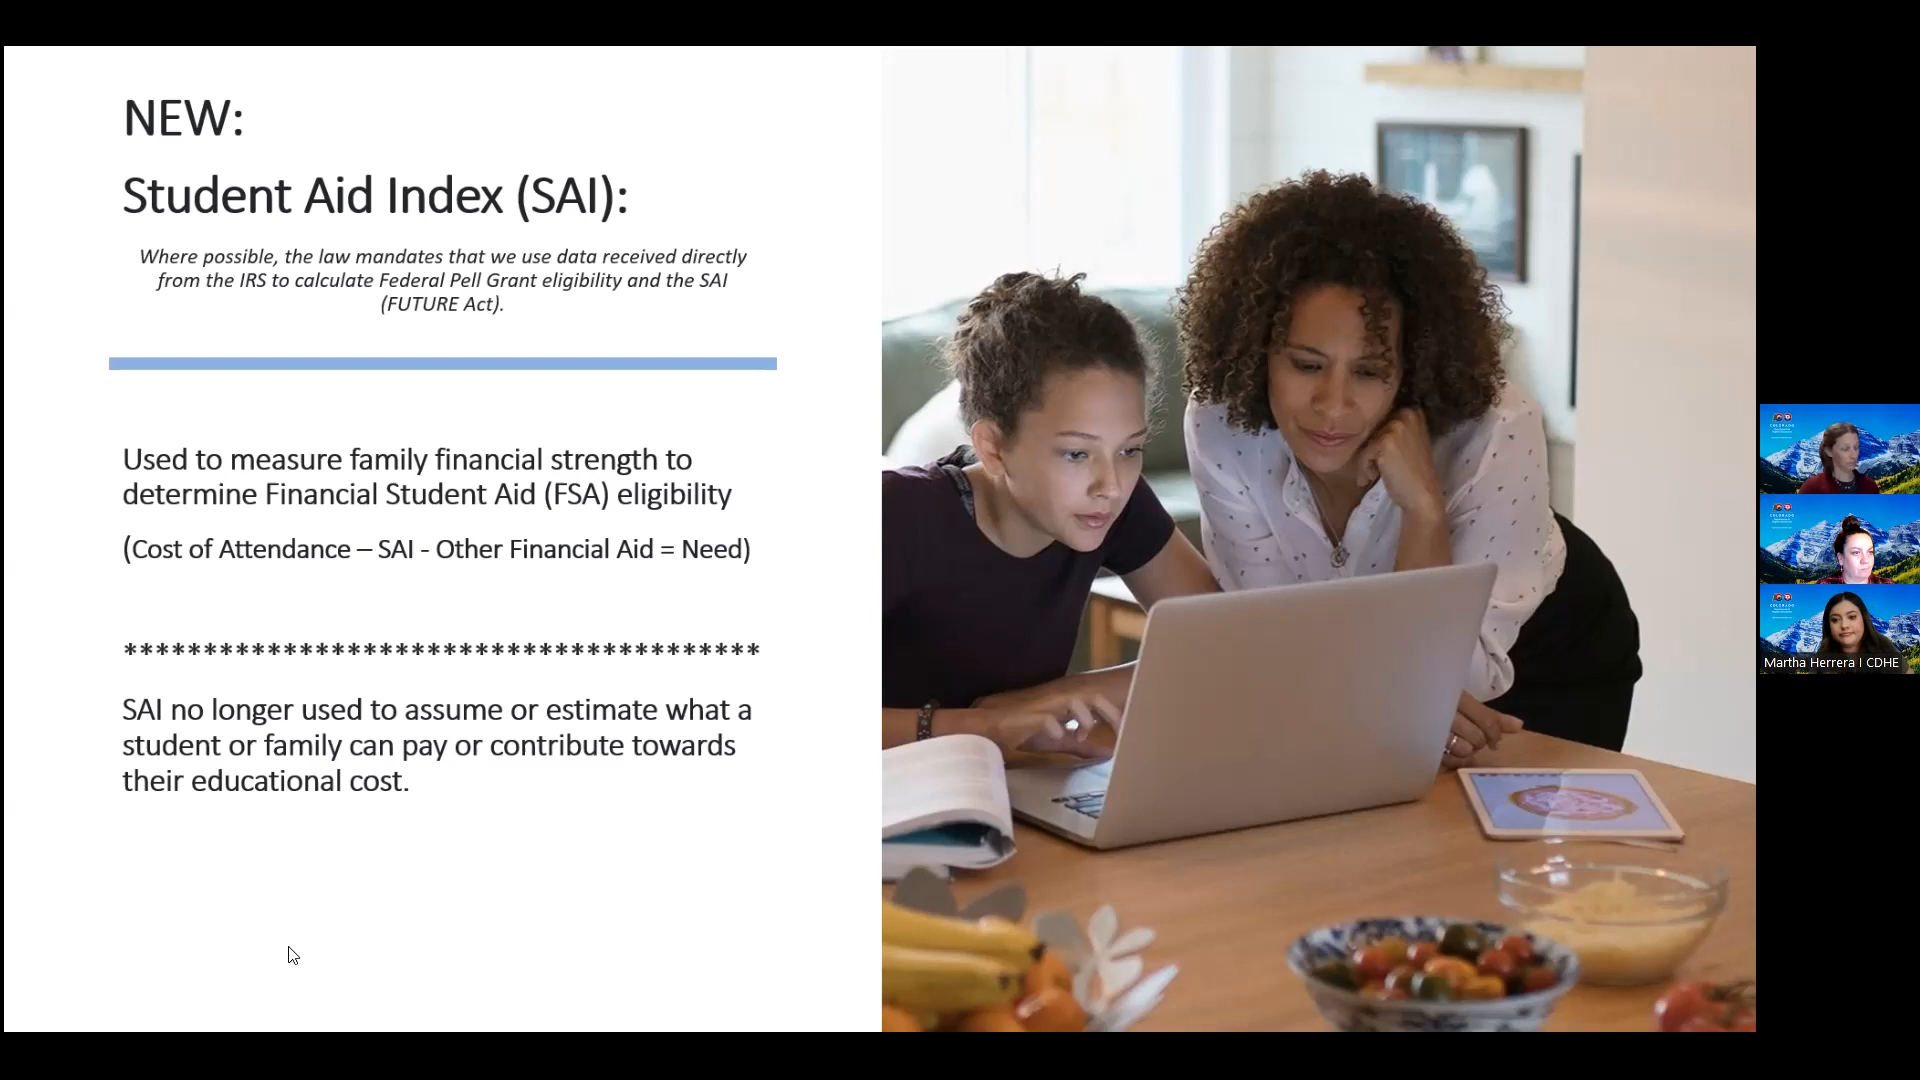 NEW:
Student Aid Index (SAI):
Where possible, the law mandates that we use data received directly
from the IRS to calculate Federal Pell Grant eligibility and the SAI
(FUTURE Act).
Used to measure family financial strength to
determine Financial Student Aid (FSA) eligibility
(Cost of Attendance – SAI - Other Financial Aid = Need)
****************************************
SAI no longer used to assume or estimate what a
student or family can pay or contribute towards
their educational cost.
COLORADO
COLORADO
COLORADO
Martha Herrera I CDHE